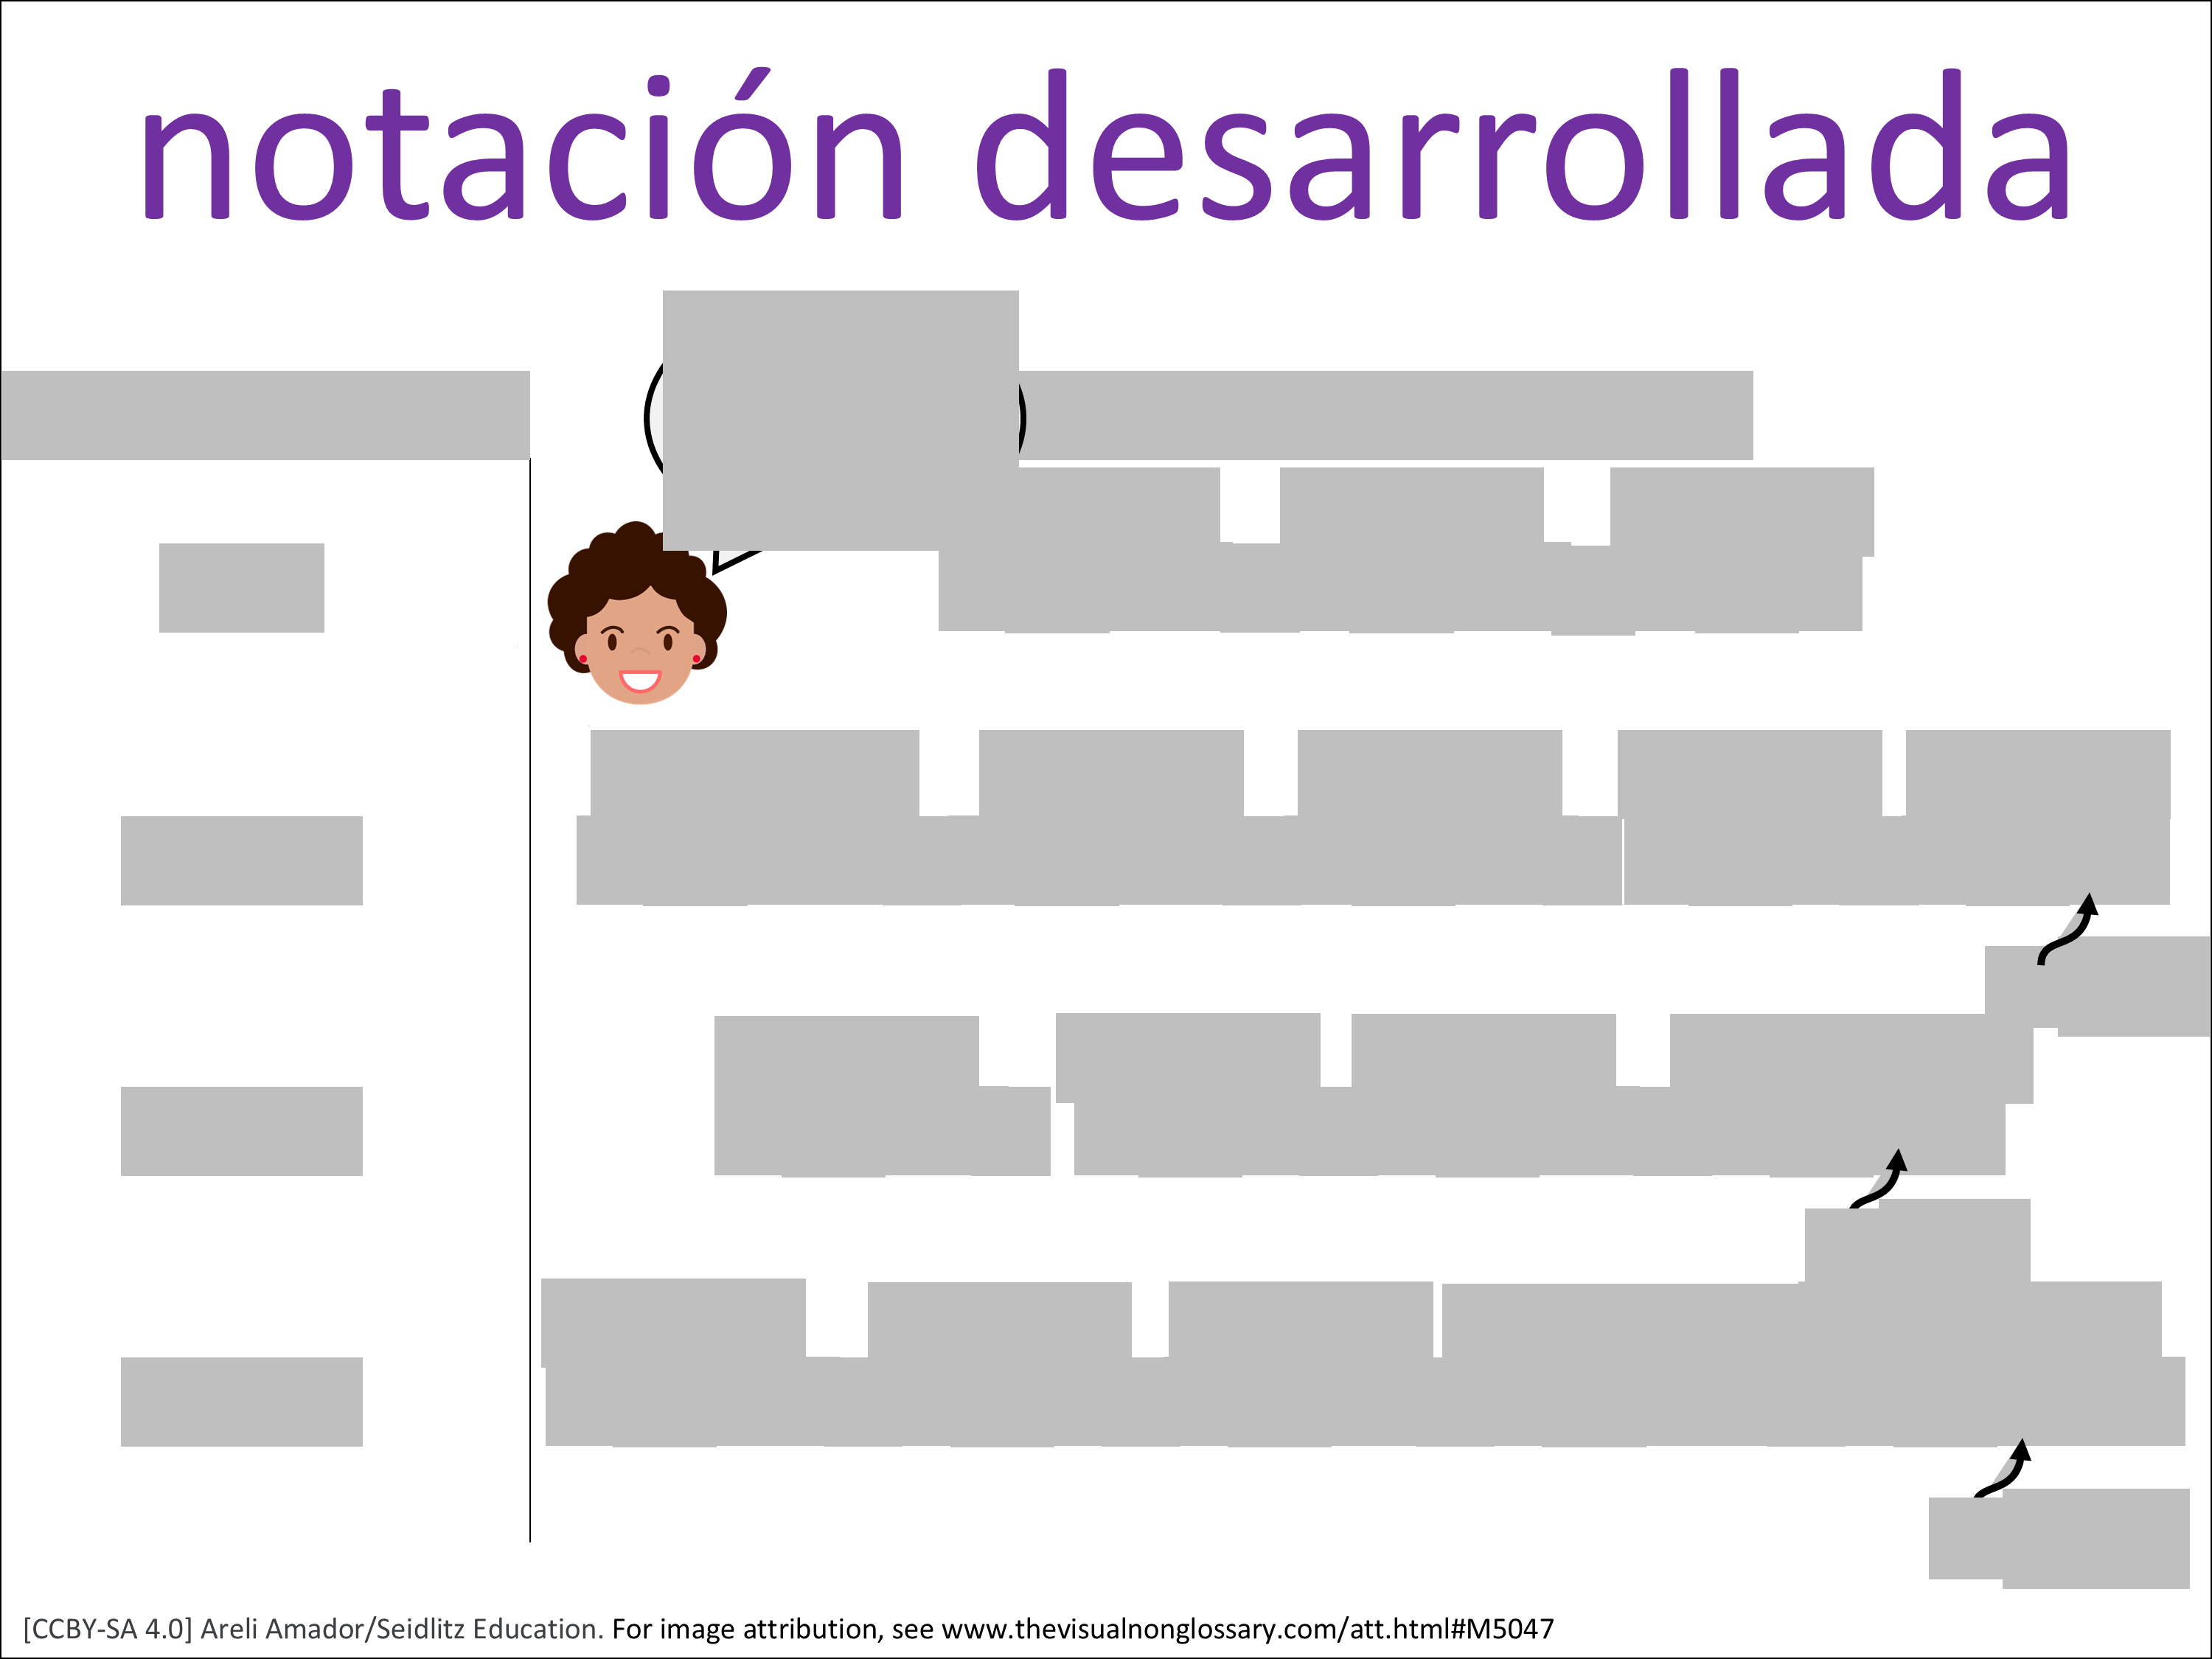 notación desarrollada
[CCBY-SA 4.0] Areli Amador/Seidlitz Education. For image attribution, see www.thevisualnonglossary.com/att.html#M5047